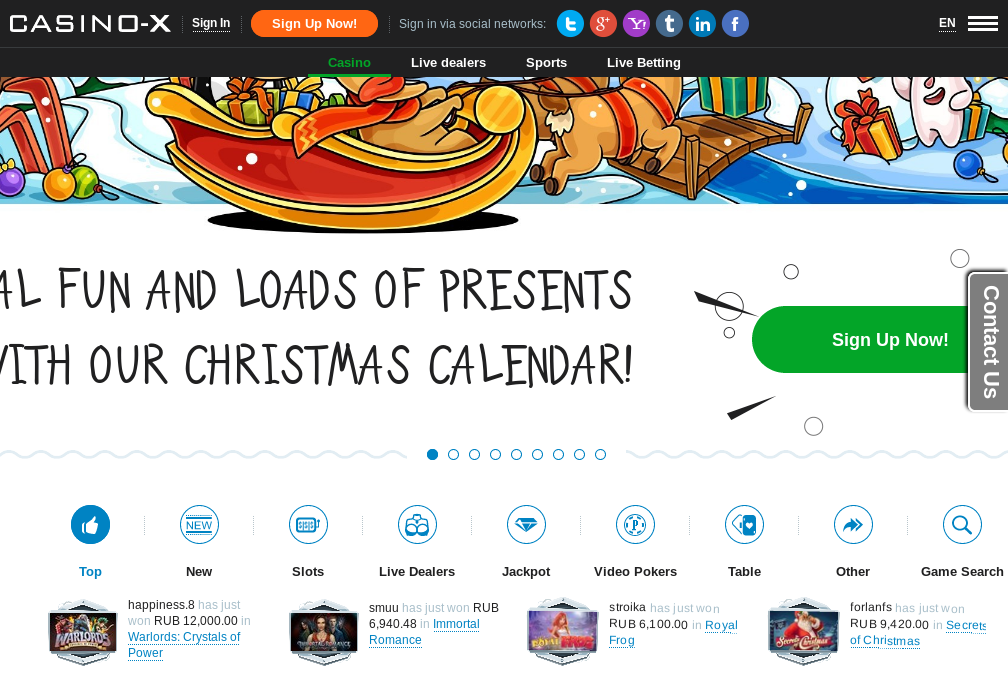 CASINO-X
Sign In
Sign Up Now!
Sign in via social networks:
EN
Casino
Live dealers
Sports
Live Betting
AL FUN AND LOADS OF PRESENTS
WITH OUR CHRISTMAS CALENDAR!
Sign Up Now!
Contact Us
NEW
Top
New
Slots
Live Dealers
Jackpot
Video Pokers
Table
Other
Game Search
happiness.8 has just
won RUB 12,000.00 in
Warlords: Crystals of
Power
smuu has just won RUB
6,940.48 in Immortal
Romance
stroika has just won
RUB 6,100.00 in Royal
Frog
forlanfs has just won
RUB 9,420.00 in Secrets
of Christmas
WARLORDS